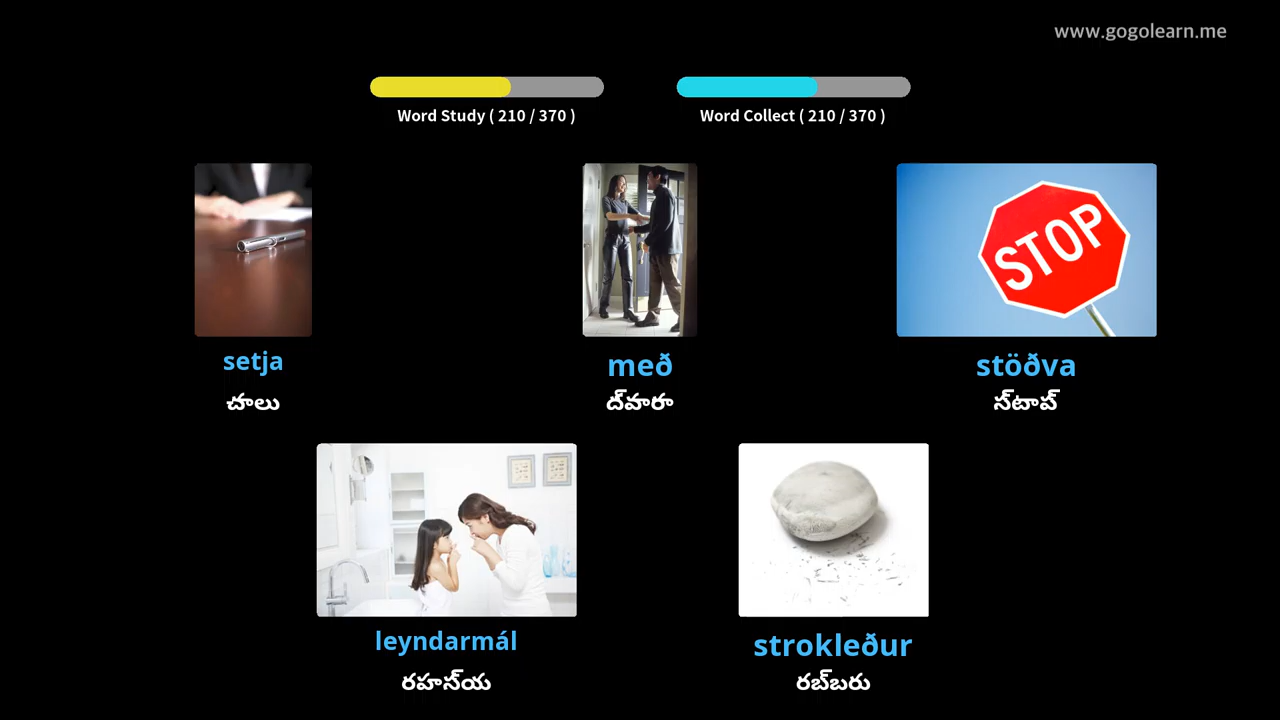 www.gogolearn.me
Word Study ( 210 / 370 )
Word Collect ( 210 / 370 )
STOP
setja
með
stöðva
చాలు
ద్‌వారా
స్‌టాప్
leyndarmál
strokleður
రహస్‌య
రబ్‌బరు